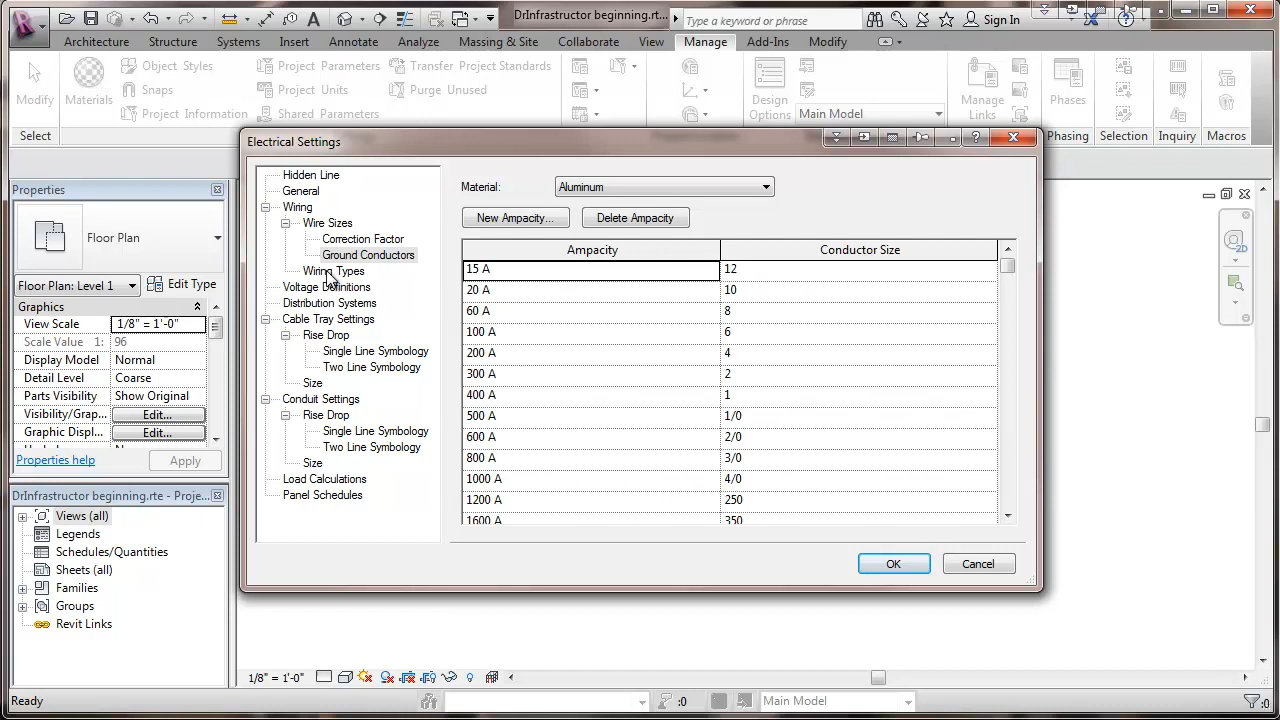 DrInfrastructor beginning.rt...
Type a keyword or phrase
Sign In
Architecture
Structure
Systems
Insert
Annotate
Analyze
Massing & Site
Collaborate
View
Manage
Add-Ins
Modify
Modify
Materials
Object Styles
Snaps
Project Information
Project Parameters
Project Units
Shared Parameters
Transfer Project Standards
Purge Unused
Design
Options
Main Model
Manage
Links
Phases
Select
Phasing
Selection
Inquiry
Macros
Properties
Floor Plan
Floor Plan: Level 1
Edit Type
Graphics
View Scale
1/8" = 1'-0"
Scale Value 1:
96
Display Model
Normal
Detail Level
Coarse
Parts Visibility
Show Original
Visibility/Grap...
Edit...
Graphic Displ...
Edit...
Properties help
Apply
DrInfrastructor beginning.rte - Proje...
Views (all)
Legends
Schedules/Quantities
Sheets (all)
Families
Groups
Revit Links
Electrical Settings
Hidden Line
General
Wiring
Wire Sizes
Correction Factor
Ground Conductors
Wiring Types
Voltage Definitions
Distribution Systems
Cable Tray Settings
Rise Drop
Single Line Symbology
Two Line Symbology
Size
Conduit Settings
Rise Drop
Single Line Symbology
Two Line Symbology
Size
Load Calculations
Panel Schedules
Material:
Aluminum
New Ampacity...
Delete Ampacity
Ampacity
Conductor Size
15 A
12
20 A
10
60 A
8
100 A
6
200 A
4
300 A
2
400 A
1
500 A
1/0
600 A
2/0
800 A
3/0
1000 A
4/0
1200 A
250
1600 A
350
OK
Cancel
2D
1/8" = 1'-0"
Ready
:0
Main Model
:0